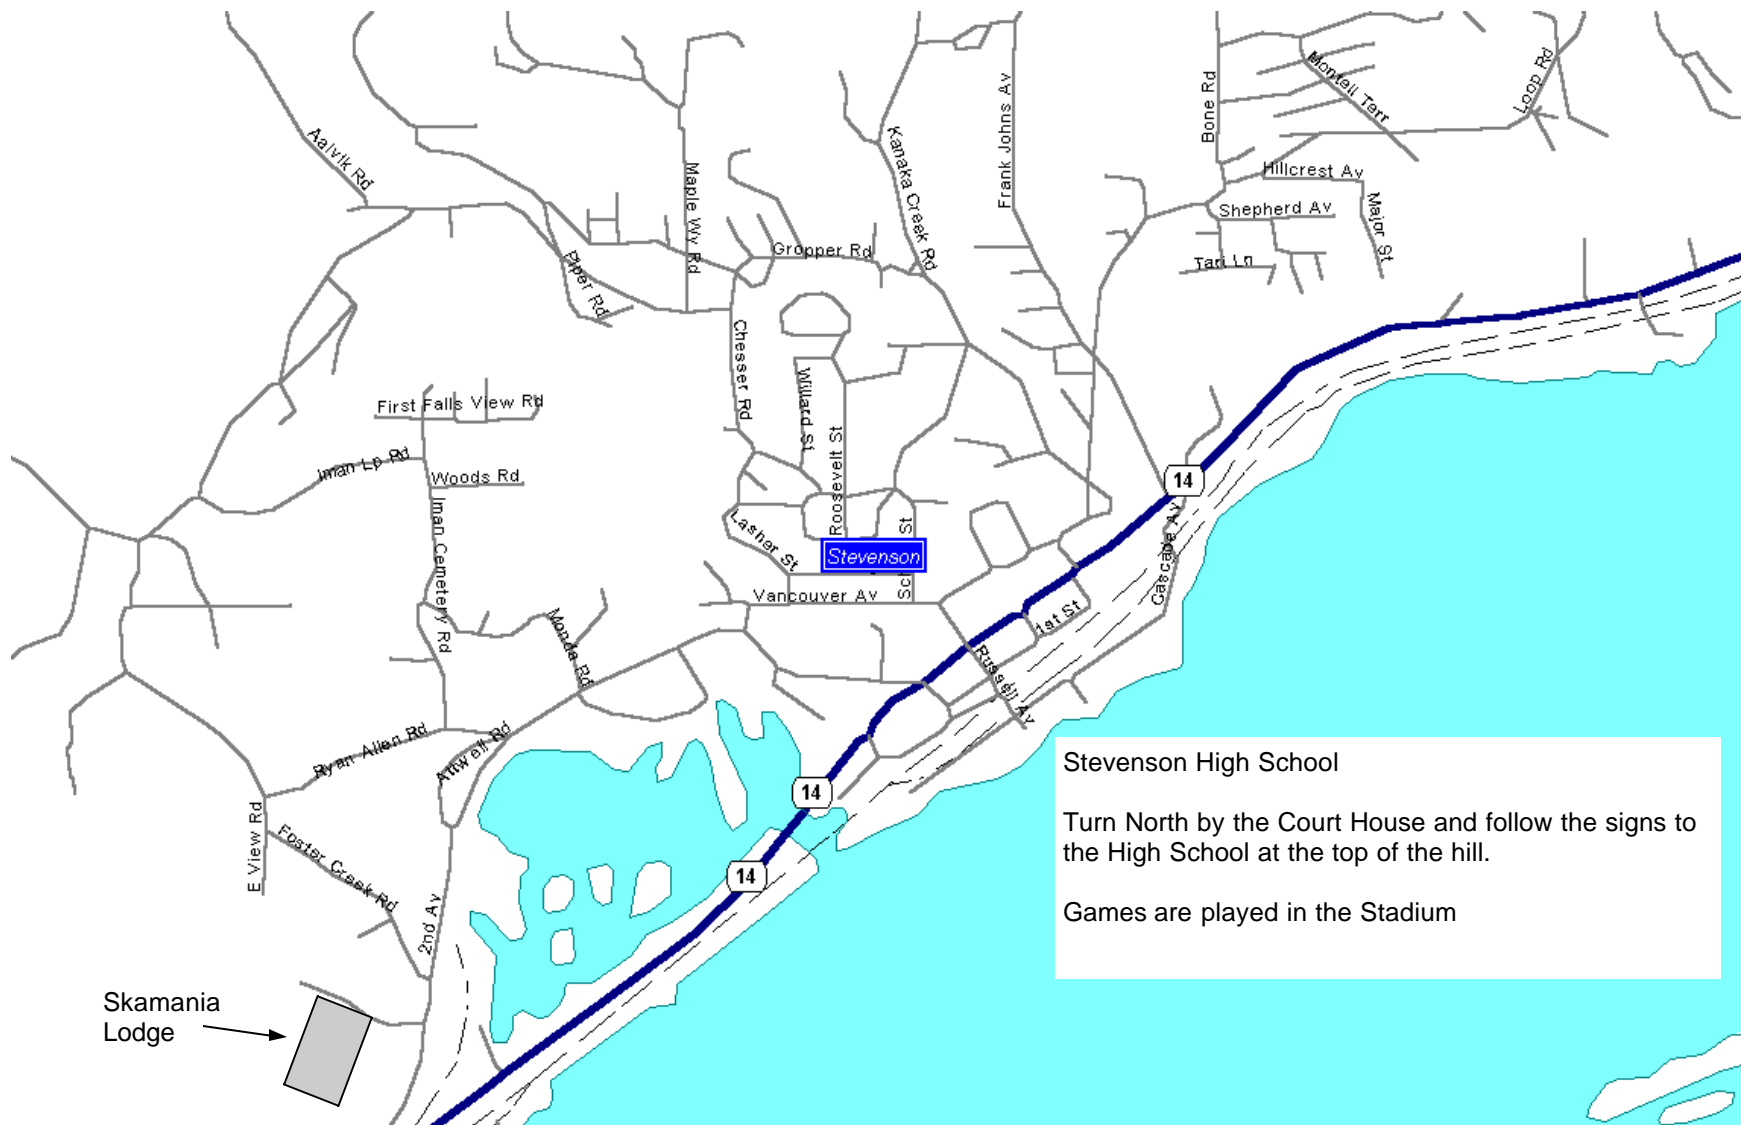 Aalvik Rd
Maple Wy Rd
Kanaka Creek Rd
Frank Johns Av
Bone Rd
Montell Terr
Loop Rd
Hillcrest Av
Major St
Shepherd Av
Tari Ln
Gropper Rd
Piper Rd
Chesser Rd
Willard St
Roosevelt St
First Falls View Rd
Iman Lp Rd
Woods Rd
Iman Cemetery Rd
14
Lasher St
St
Stevenson
Cascade Av
Vancouver Av
1st St
Monda Rd
Russell Av
Ryan Allen Rd
Attwell Rd
14
14
E View Rd
Foster Creek Rd
2nd Av
Stevenson High School
Turn North by the Court House and follow the signs to
the High School at the top of the hill.
Games are played in the Stadium
Skamania
Lodge